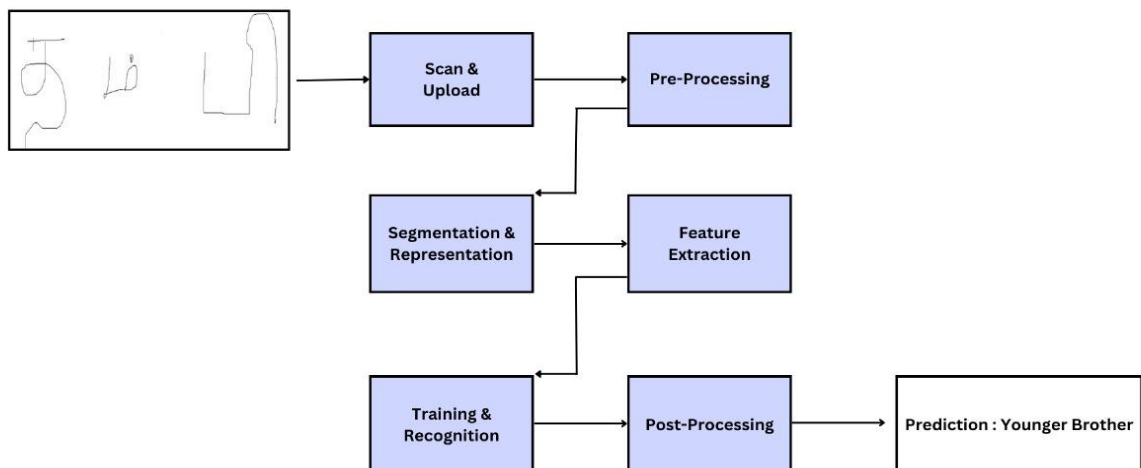 தம்பி
Scan &
Upload
Pre-Processing
Segmentation &
Representation
Feature
Extraction
Training &
Recognition
Post-Processing
Prediction : Younger Brother